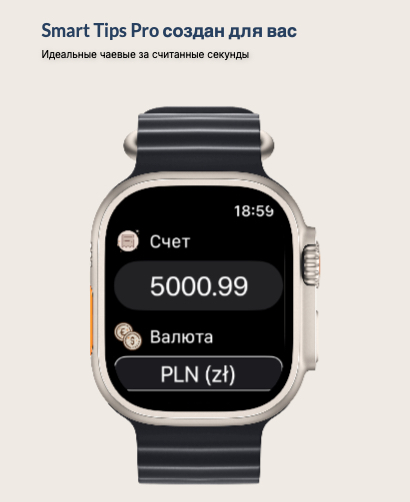 Smart Tips Pro создан для вас
Идеальные чаевые за считанные секунды
18:59
Счет
5000.99
Валюта
PLN (zł)